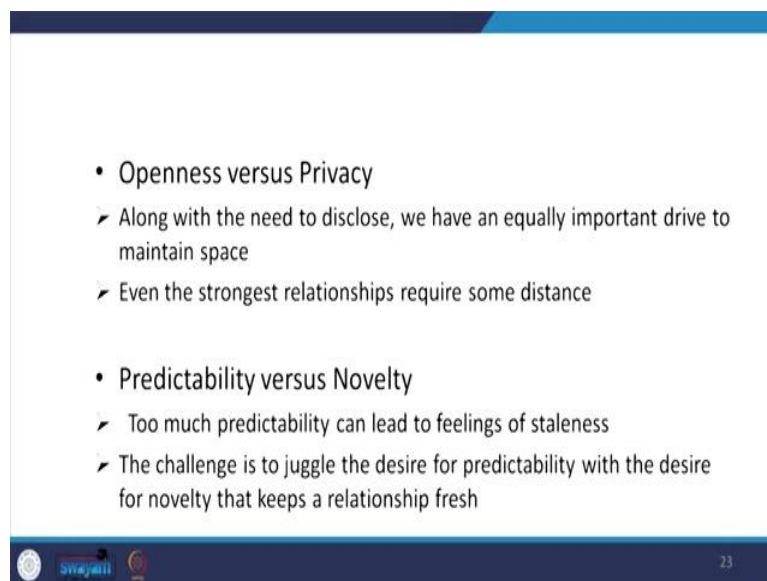 • Openness versus Privacy
➤ Along with the need to disclose, we have an equally important drive to
maintain space
➤ Even the strongest relationships require some distance
• Predictability versus Novelty
➤ Too much predictability can lead to feelings of staleness
➤ The challenge is to juggle the desire for predictability with the desire
for novelty that keeps a relationship fresh
swayam
23